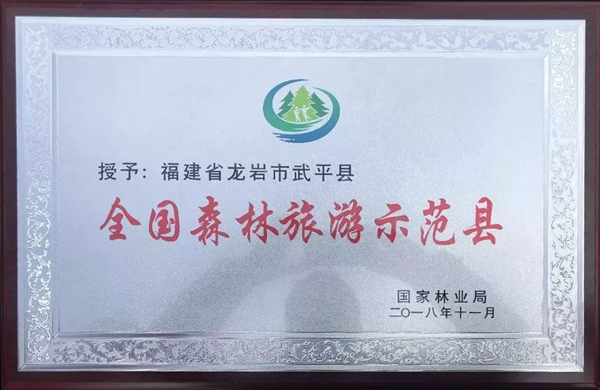 授予：福建省龙岩市武平县
全国森林旅游示范县
国家林业局
二〇一八年十一月